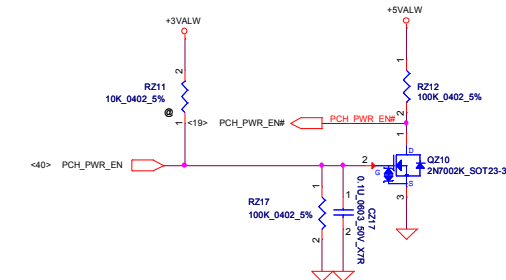 +5VALW
+3VALW
1
2
RZ11
10K_0402_5%
RZ12
100K_0402_5%
@
2
1
<19>
PCH_PWR_EN#
PCH_PWR_EN#
1
D
<40>
PCH_PWR_EN
2
G
S
QZ10
2N7002K_SOT23-3
3
1
RZ17
100K_0402_5%
2
1
2
CZ17
0.1U_0603_50V_X7R